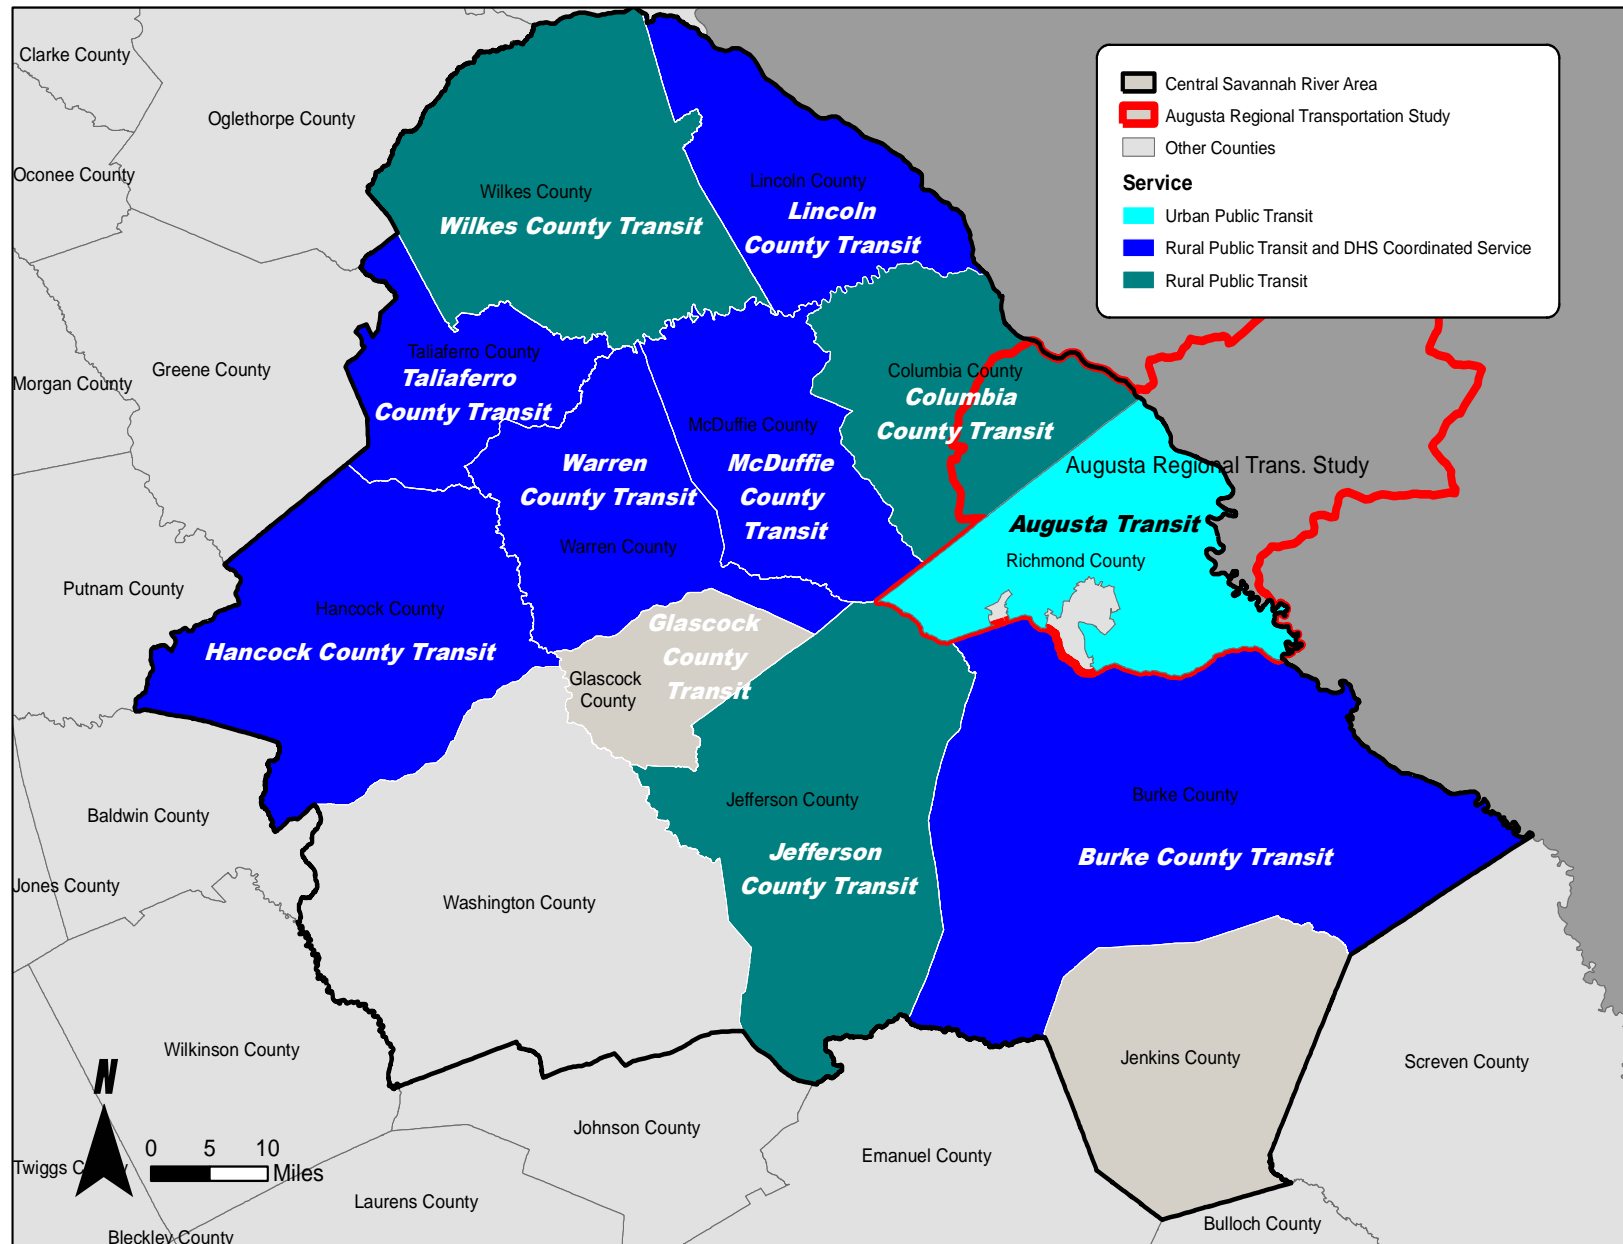 Clarke County
Oglethorpe County
Oconee County
Wilkes County
Wilkes County Transit
Lincoln County
Lincoln
County Transit
Central Savannah River Area
Augusta Regional Transportation Study
Other Counties
Service
Urban Public Transit
Rural Public Transit and DHS Coordinated Service
Rural Public Transit
Morgan County
Greene County
Taliaferro County
Taliaferro
County Transit
Columbia County
Columbia
County Transit
McDuffie County
McDuffie
County
Transit
Warren
County Transit
Warren County
Augusta Regional Trans. Study
Augusta Transit
Richmond County
Putnam County
Hancock County
Hancock County Transit
Glascock
County
Transit
Glascock
County
Baldwin County
Jefferson County
Jefferson
County Transit
Burke County
Burke County Transit
Jones County
Washington County
Wilkinson County
Jenkins County
Screven County
N
0 5 10
Miles
Johnson County
Emanuel County
Laurens County
Bulloch County
Bleckley County